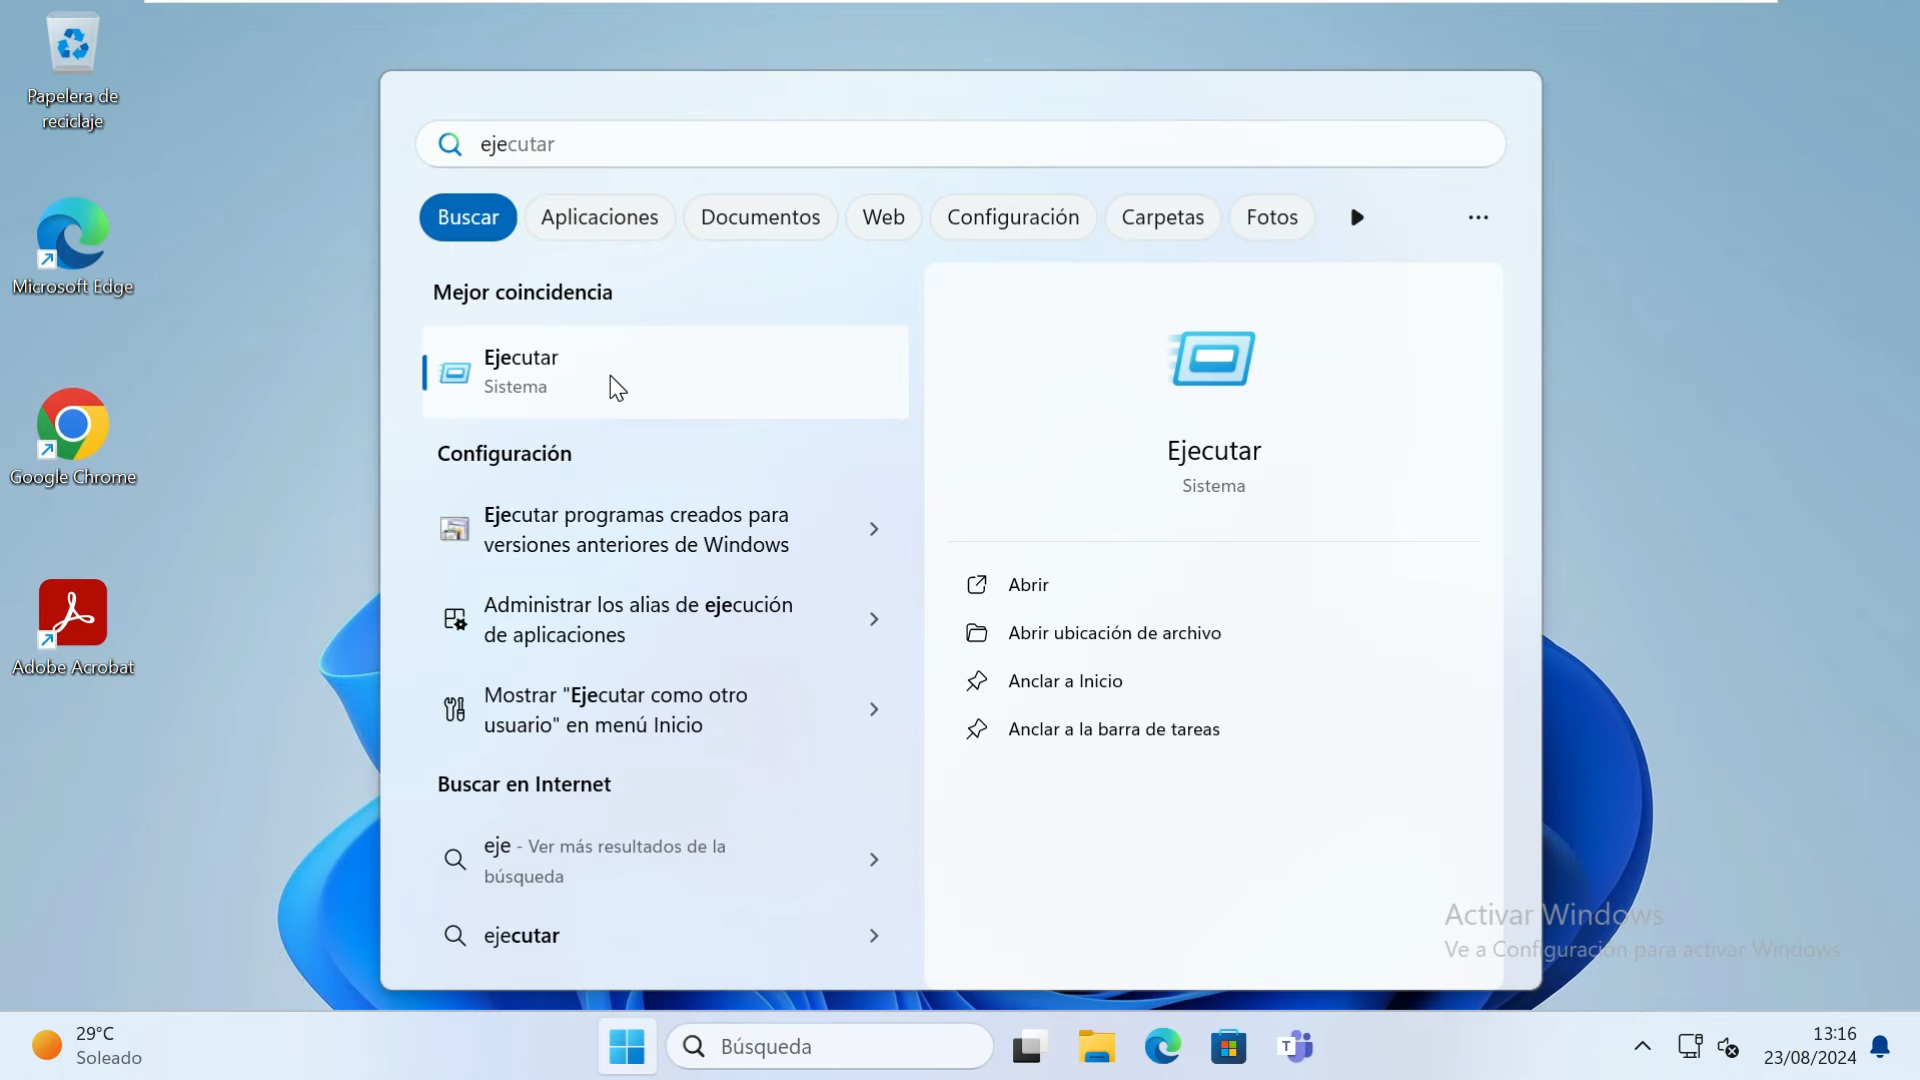 Papelera de
reciclaje
Microsoft Edge
Google Chrome
Adobe Acrobat
ejecutar
Buscar
Aplicaciones
Documentos
Web
Configuración
Carpetas
Fotos
Mejor coincidencia
Ejecutar
Sistema
Configuración
Ejecutar programas creados para
versiones anteriores de Windows
Administrar los alias de ejecución
de aplicaciones
Mostrar "Ejecutar como otro
usuario" en menú Inicio
Buscar en Internet
eje - Ver más resultados de la
búsqueda
ejecutar
Ejecutar
Sistema
Abrir
Abrir ubicación de archivo
Anclar a Inicio
Anclar a la barra de tareas
Activar Windows
Ve a Configuración para activar Windows
29°C
Soleado
Búsqueda
T
13:16
23/08/2024